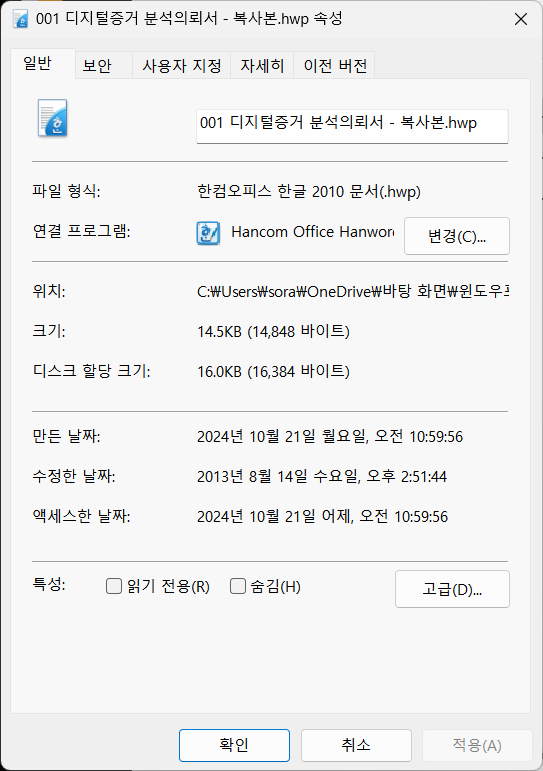 001 디지털증거 분석의뢰서 - 복사본.hwp 속성
일반 보안 사용자 지정 자세히 이전 버전
001 디지털증거 분석의뢰서 - 복사본.hwp
파일 형식: 한컴오피스 한글 2010 문서(.hwp)
연결 프로그램: Hancom Office Hanword 변경(C)...
위치: C:₩Users₩sora₩OneDrive₩바탕 화면₩윈도우포
크기: 14.5KB (14,848 바이트)
디스크 할당 크기: 16.0KB (16,384 바이트)
만든 날짜: 2024년 10월 21일 월요일, 오전 10:59:56
수정한 날짜: 2013년 8월 14일 수요일, 오후 2:51:44
액세스한 날짜: 2024년 10월 21일 어제, 오전 10:59:56
특성: 읽기 전용(R) 숨김(H) 고급(D)...
확인 취소 적용(A)